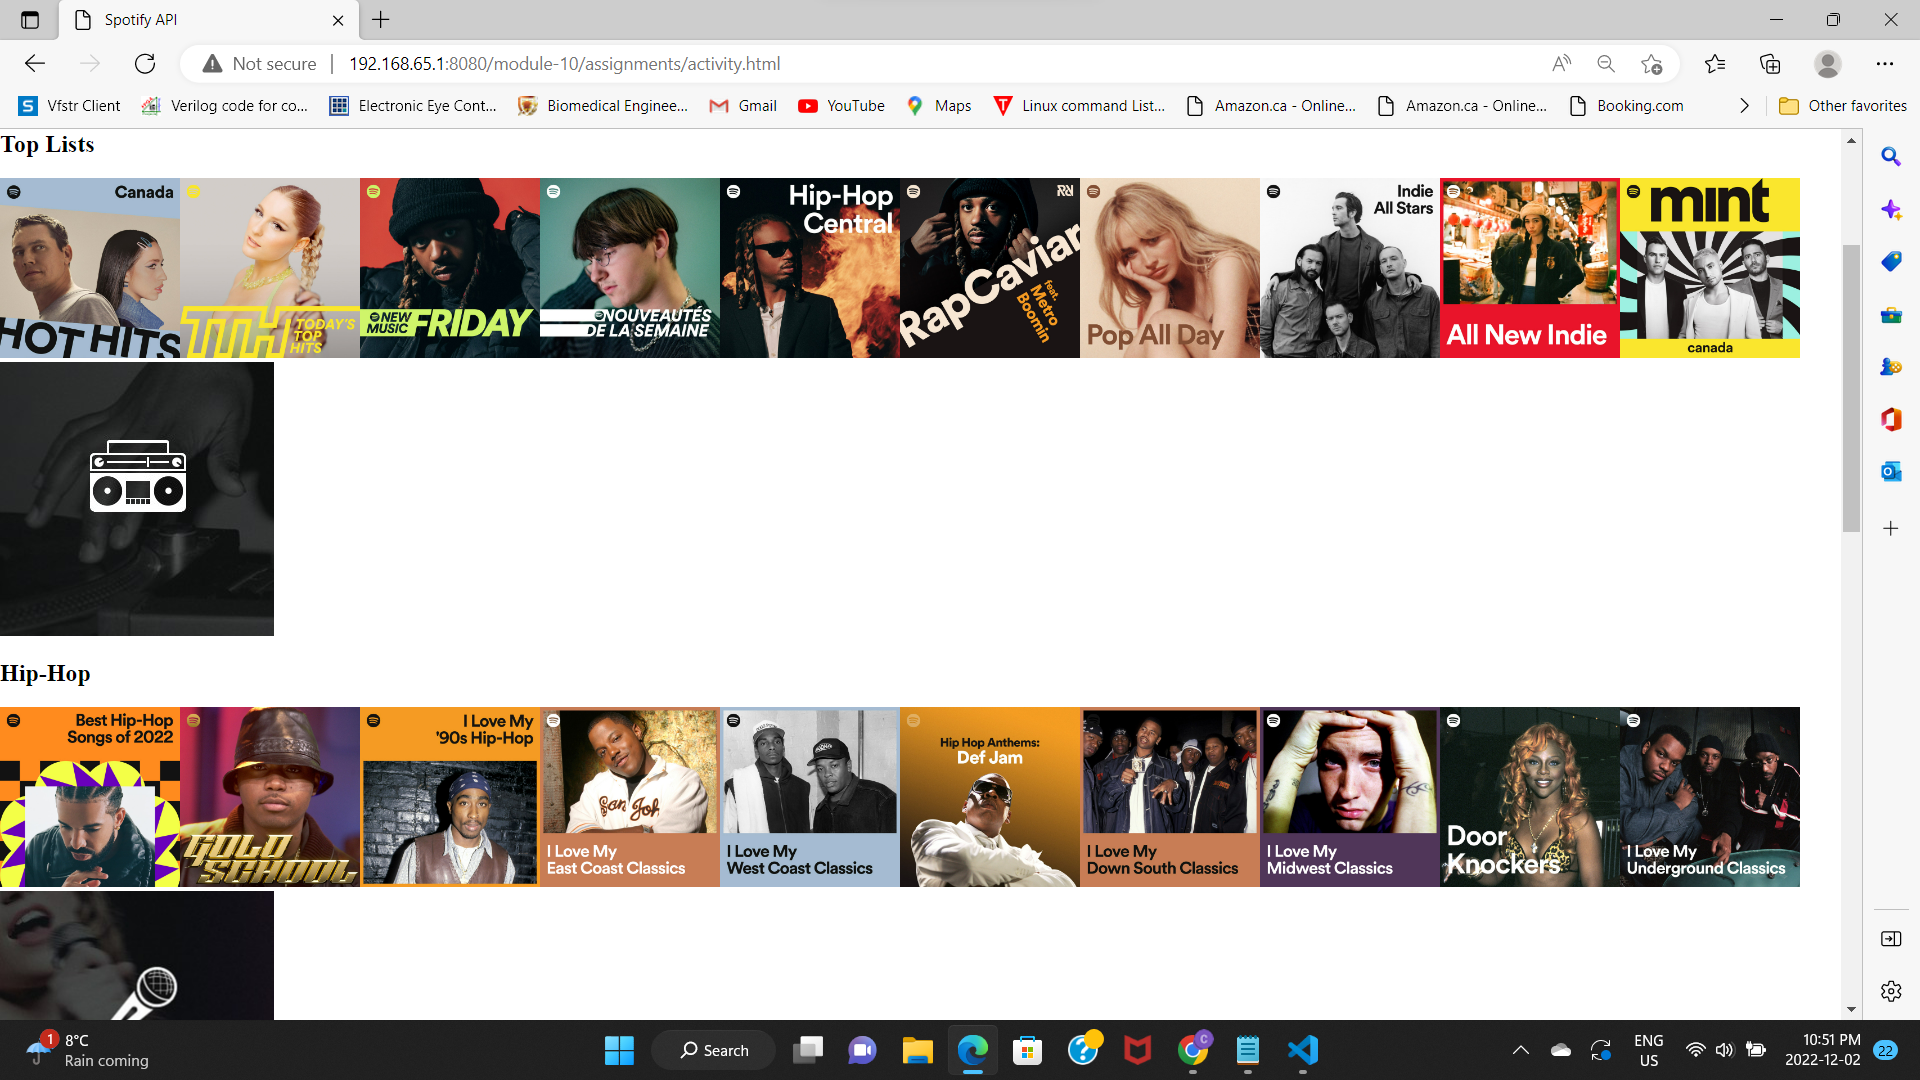 Spotify API
Not secure
192.168.65.1:8080/module-10/assignments/activity.html
Vfstr Client
Verilog code for co...
Electronic Eye Cont...
Biomedical Enginee...
Gmail
YouTube
Maps
Linux command List...
Amazon.ca - Online...
Amazon.ca - Online...
Booking.com
Other favorites
Top Lists
Canada
HOT HITS
TTH TODAY'S
TOP
HITS
NEW
MUSIC FRIDAY
NOUVEAUTÉS
DE LA SEMAINE
Hip-Hop
Central
RapCaviar
feat.
Metro
Boomin
Pop All Day
Indie
All Stars
All New Indie
mint
canada
Hip-Hop
Best Hip-Hop
Songs of 2022
GOLD
SCHOOL
I Love My
'90s Hip-Hop
San Joh
I Love My
East Coast Classics
I Love My
West Coast Classics
Hip Hop Anthems:
Def Jam
I Love My
Down South Classics
I Love My
Midwest Classics
Door
Knockers
I Love My
Underground Classics
1
8°C
Rain coming
Search
C
ENG
US
10:51 PM
2022-12-02
22